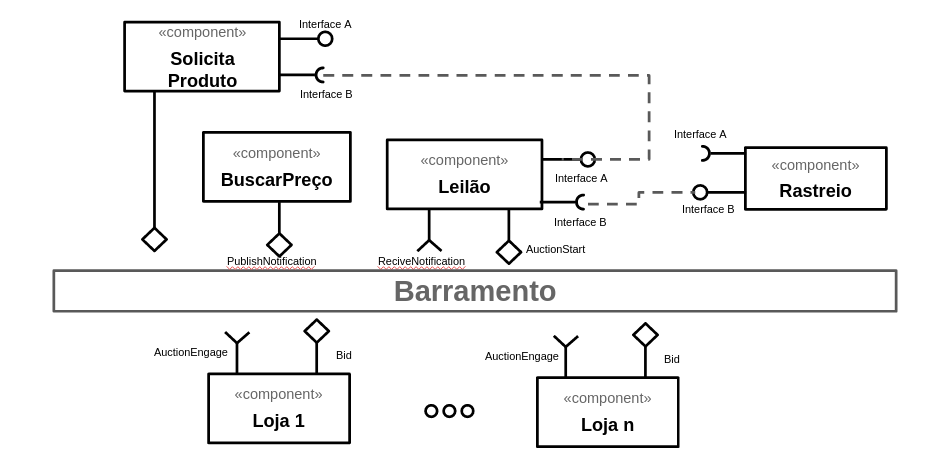 Interface A
«component»
Solicita
Produto
Interface B
Interface A
«component»
BuscarPreço
«component»
Leilão
Interface A
«component»
Rastreio
Interface B
Interface B
AuctionStart
PublishNotification
ReciveNotification
Barramento
AuctionEngage
Bid
AuctionEngage
Bid
«component»
Loja 1
«component»
Loja n